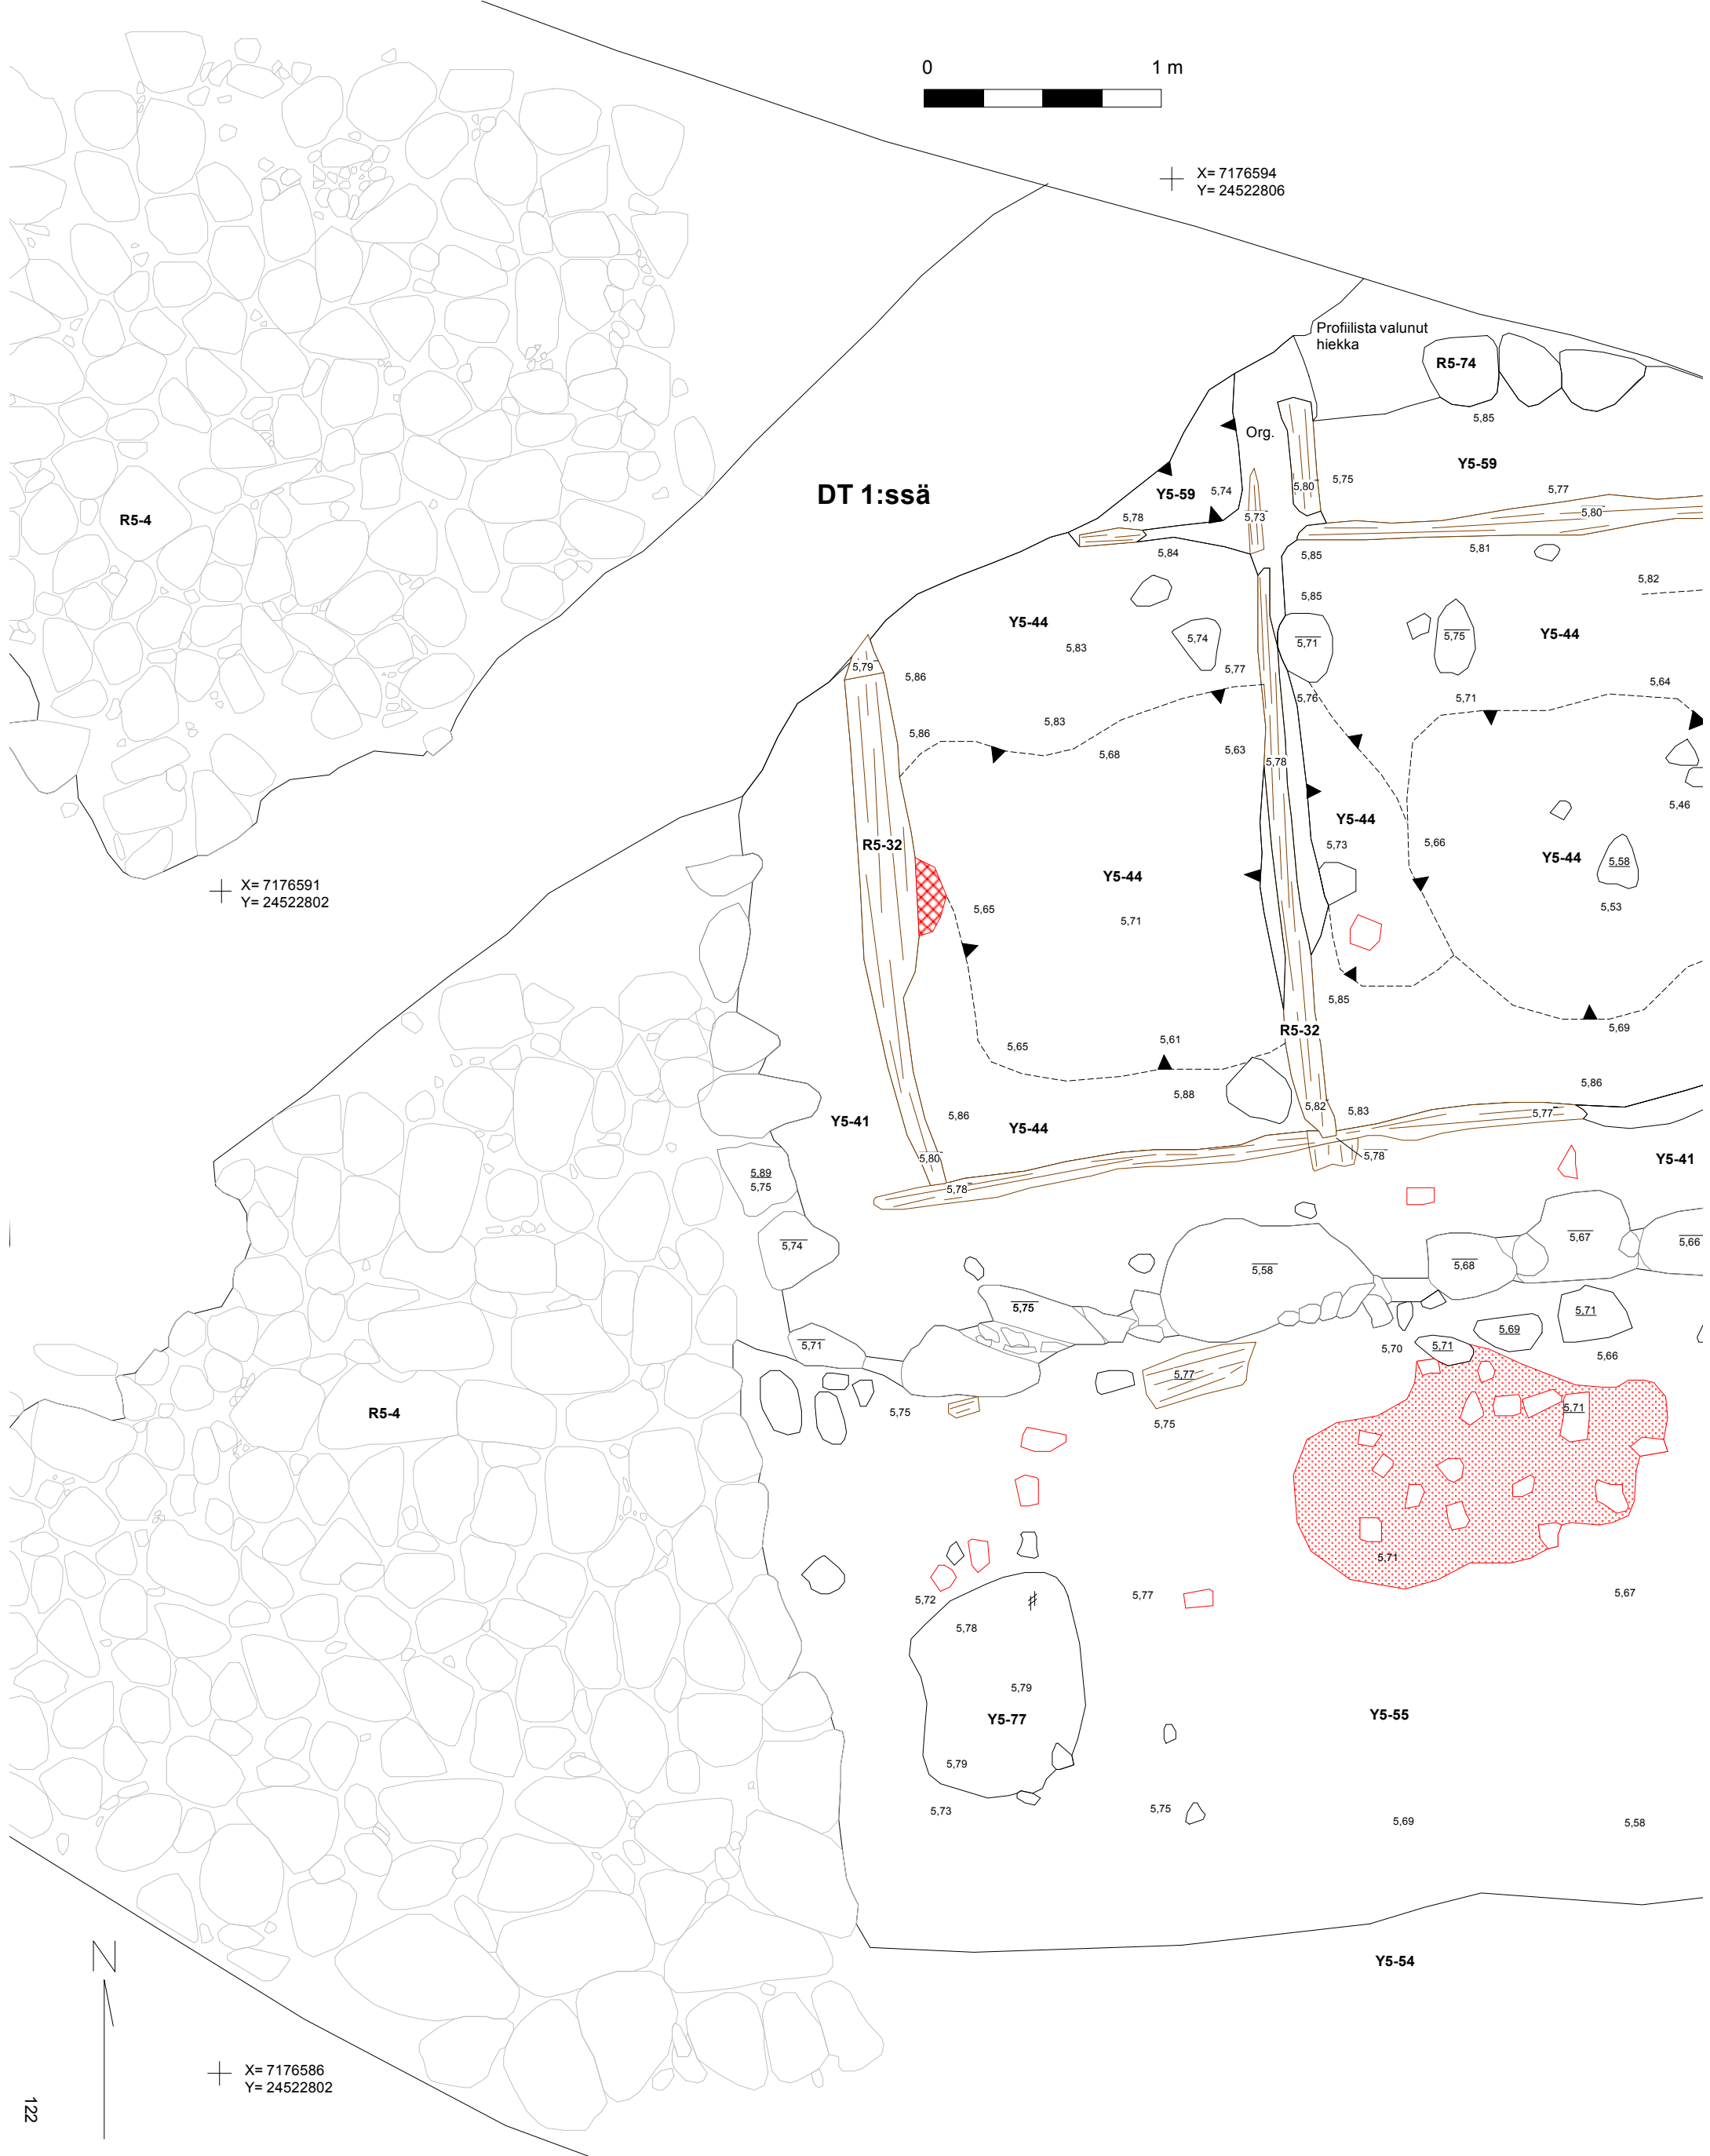 0 1 m
X= 7176594
Y= 24522806
Profiilista valunut
hiekka
R5-74
5,85
Org.
Y5-59
5,74
5,80
5,75
Y5-59
5,77
DT 1:ssä
5,78
5,73
5,80
R5-4
5,84
5,85
5,81
5,85
5,82
Y5-44
5,83
5,74
5,71
5,75
Y5-44
5,79
5,86
5,77
5,76
5,71
5,64
5,86
5,83
5,68
5,63
5,78
5,46
R5-32
Y5-44
5,73
5,66
Y5-44
5,58
X= 7176591
Y= 24522802
Y5-44
5,65
5,71
5,53
5,85
R5-32
5,69
5,65
5,61
5,86
5,88
5,86
Y5-41
Y5-44
5,82
5,83
5,77
5,80
5,78
Y5-41
5,89
5,75
5,78
5,74
5,58
5,68
5,67
5,66
5,75
5,71
5,71
5,69
5,71
5,70
5,66
5,77
R5-4
5,75
5,75
5,71
5,71
5,72
5,77
5,67
5,78
5,79
Y5-77
Y5-55
5,79
5,73
5,75
5,69
5,58
N
Y5-54
X= 7176586
Y= 24522802
122